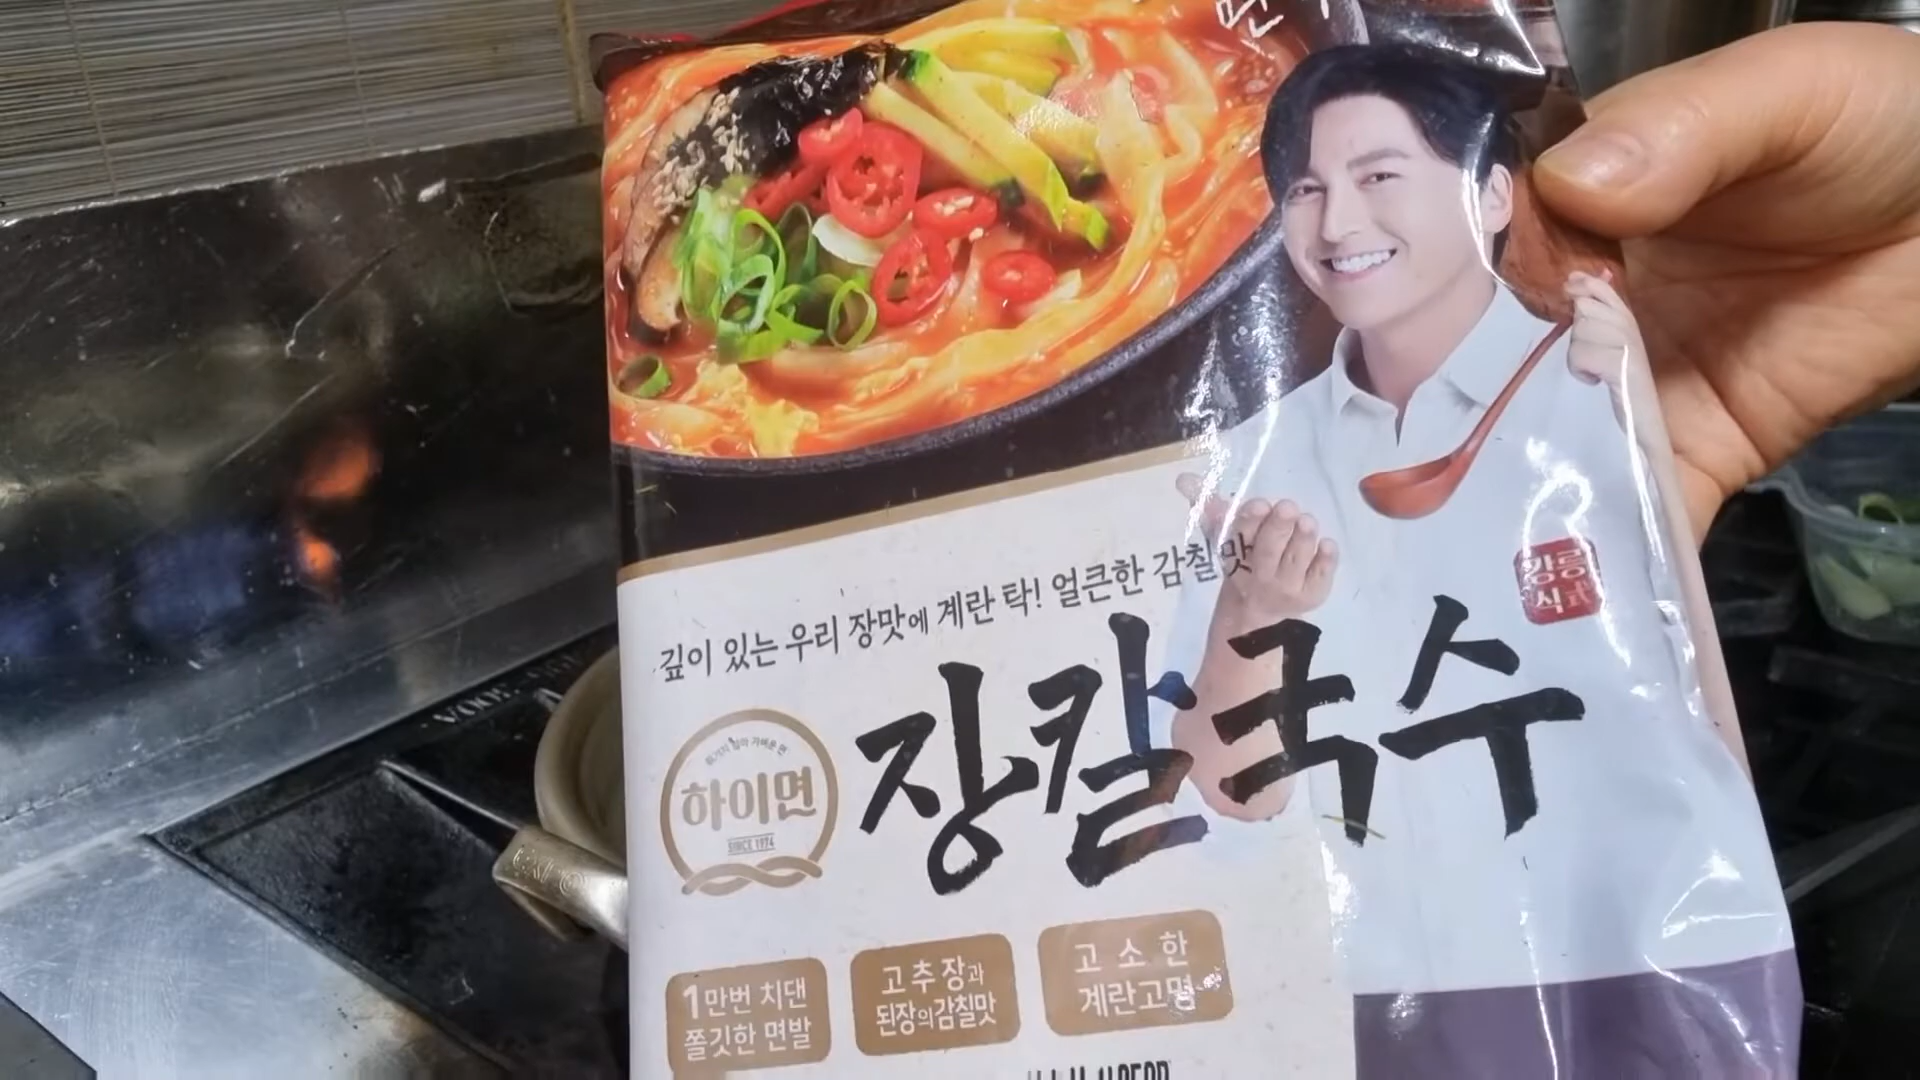 면
깊이 있는 우리 장맛에 계란 탁! 얼큰한 감칠맛
강릉
식式
장칼국수
하이면
SINCE 1974
1만번 치댄
쫄깃한 면발
고추장과
된장의감칠맛
고소한
계란고명